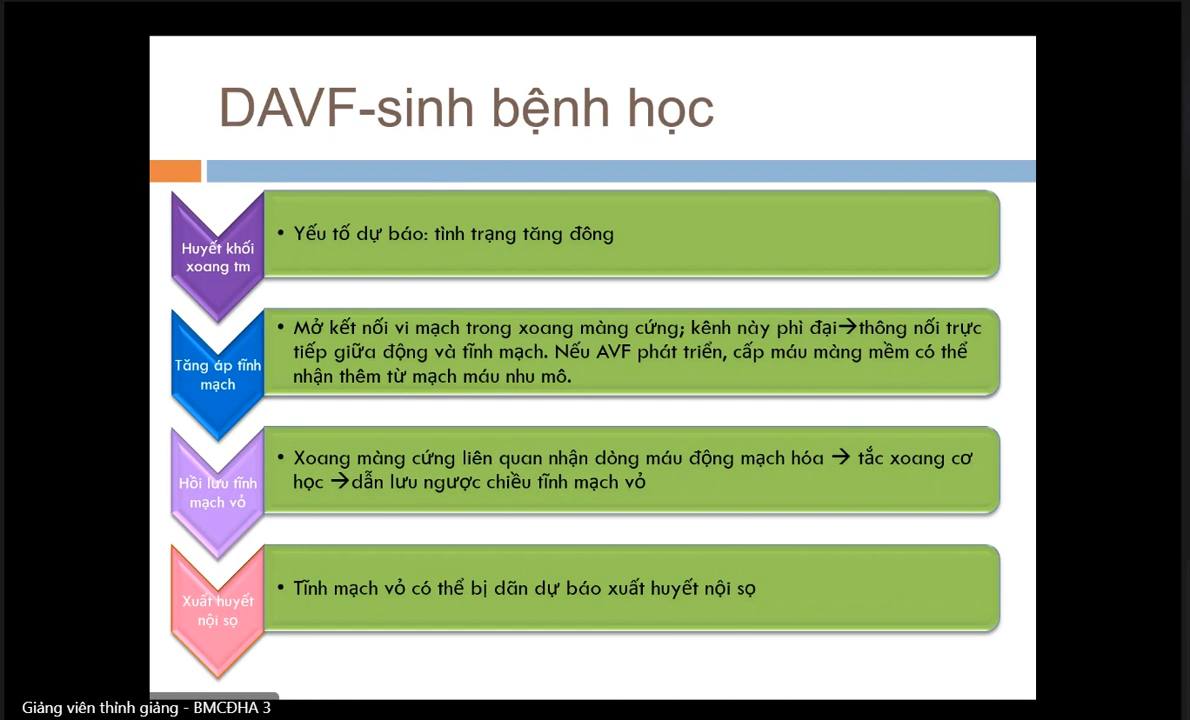 DAVF-sinh bệnh học
Huyết khối
xoang tm
• Yếu tố dự báo: tình trạng tăng đông
Tăng áp tĩnh
mạch
• Mở kết nối vi mạch trong xoang màng cứng; kênh này phì đại→thông nối trực
tiếp giữa động và tĩnh mạch. Nếu AVF phát triển, cấp máu màng mềm có thể
nhận thêm từ mạch máu nhu mô.
Hồi lưu tĩnh
mạch vỏ
• Xoang màng cứng liên quan nhận dòng máu động mạch hóa → tắc xoang cơ
học →dẫn lưu ngược chiều tĩnh mạch vỏ
Xuất huyết
nội sọ
• Tĩnh mạch vỏ có thể bị dãn dự báo xuất huyết nội sọ
Giảng viên thỉnh giảng - BMCĐHA 3